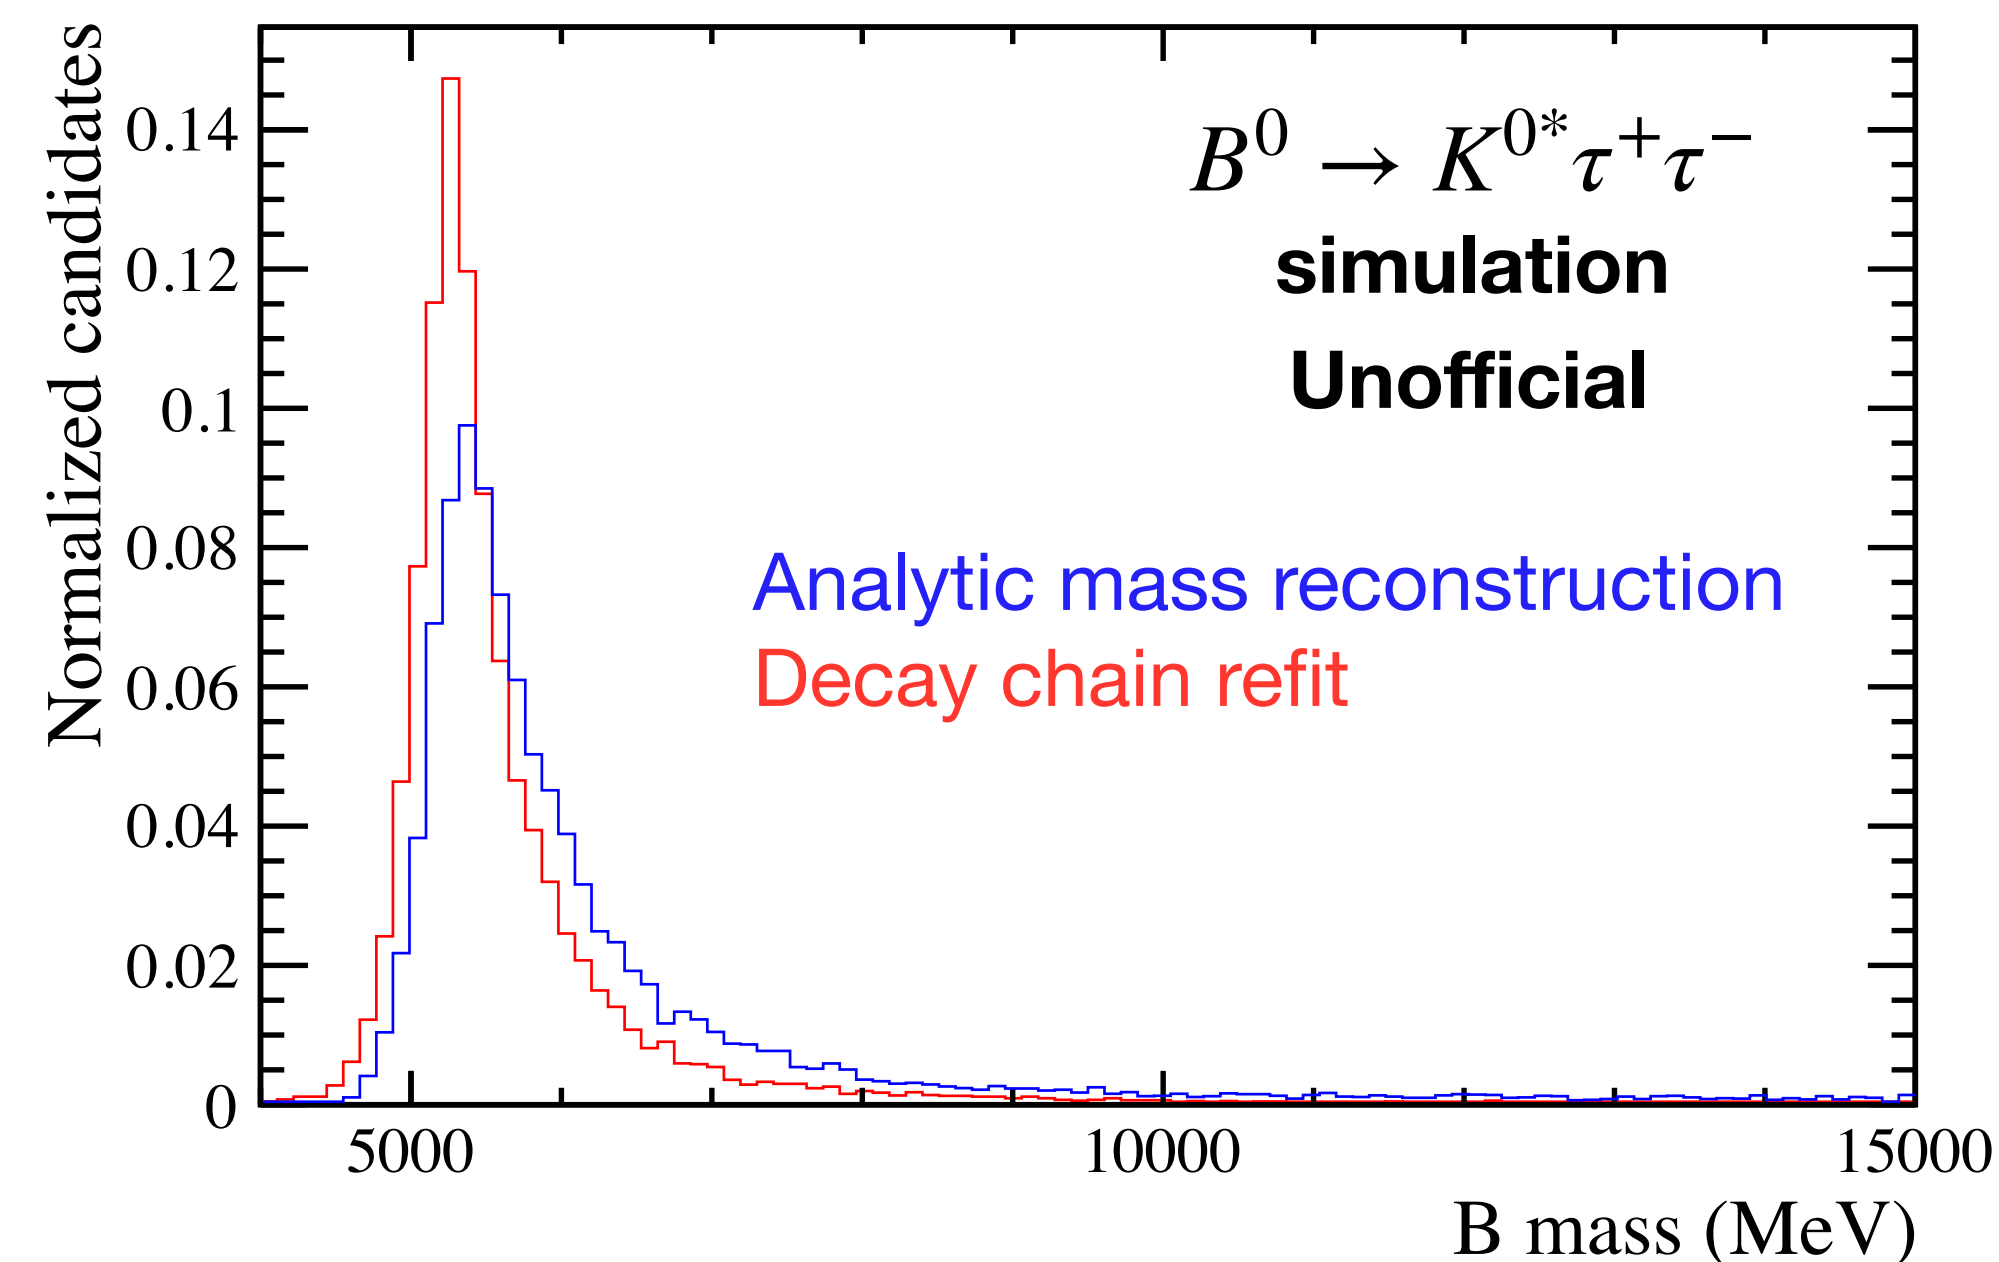 Normalized candidates
0.14
0.12
0.1
0.08
0.06
0.04
0.02
0
B⁰ → K⁰*τ⁺τ⁻
simulation
Unofficial
Analytic mass reconstruction
Decay chain refit
5000 10000 15000
B mass (MeV)